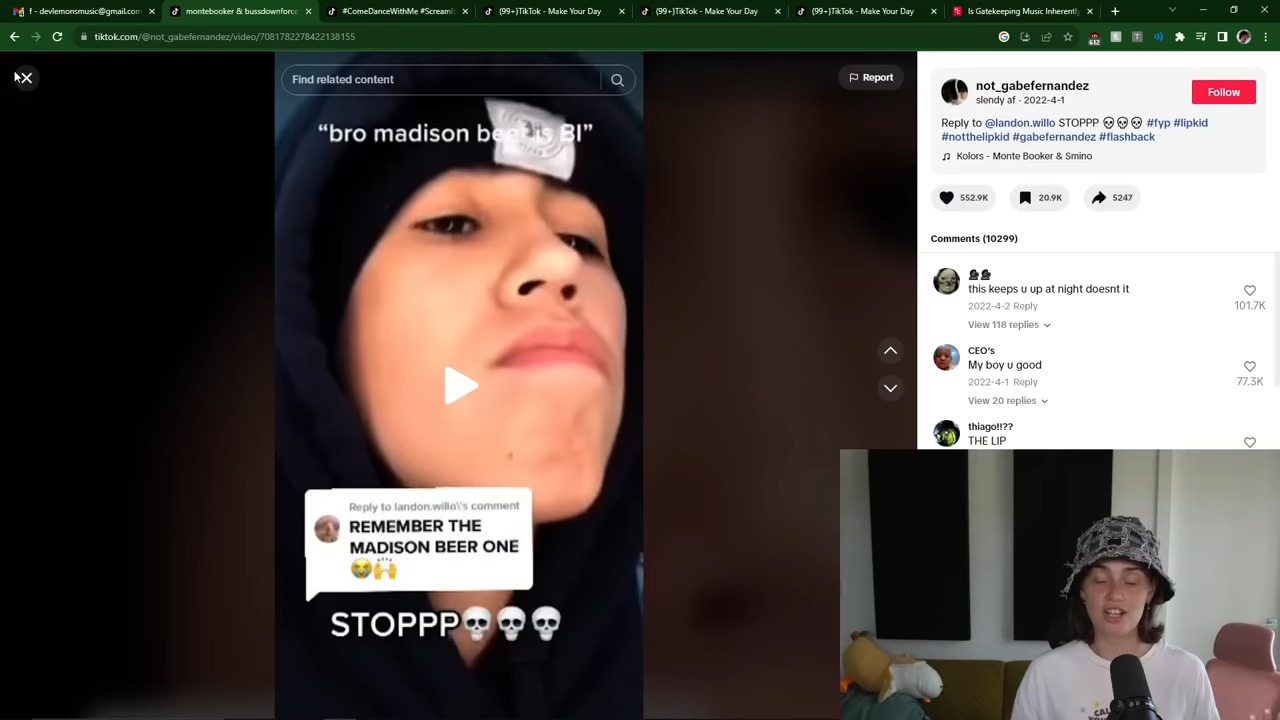 f - devlemonsmusic@gmail.com
montebooker & bussdownforce
#ComeDanceWithMe #ScreamI
(99+)TikTok - Make Your Day
(99+)TikTok - Make Your Day
(99+)TikTok - Make Your Day
Is Gatekeeping Music Inherentl
tiktok.com/@not_gabefernandez/video/7081782278422138155
612
Find related content
Report
"bro madison beer is BI"
Reply to landon.willo\'s comment
REMEMBER THE
MADISON BEER ONE
😭🙌
STOPPP💀💀💀
not_gabefernandez
slendy af · 2022-4-1
Follow
Reply to @landon.willo STOPPP 💀💀💀 #fyp #lipkid
#notthelipkid #gabefernandez #flashback
Kolors - Monte Booker & Smino
552.9K
20.9K
5247
Comments (10299)
this keeps u up at night doesnt it
2022-4-2 Reply
101.7K
View 118 replies
CEO's
My boy u good
2022-4-1 Reply
77.3K
View 20 replies
thiago!!??
THE LIP